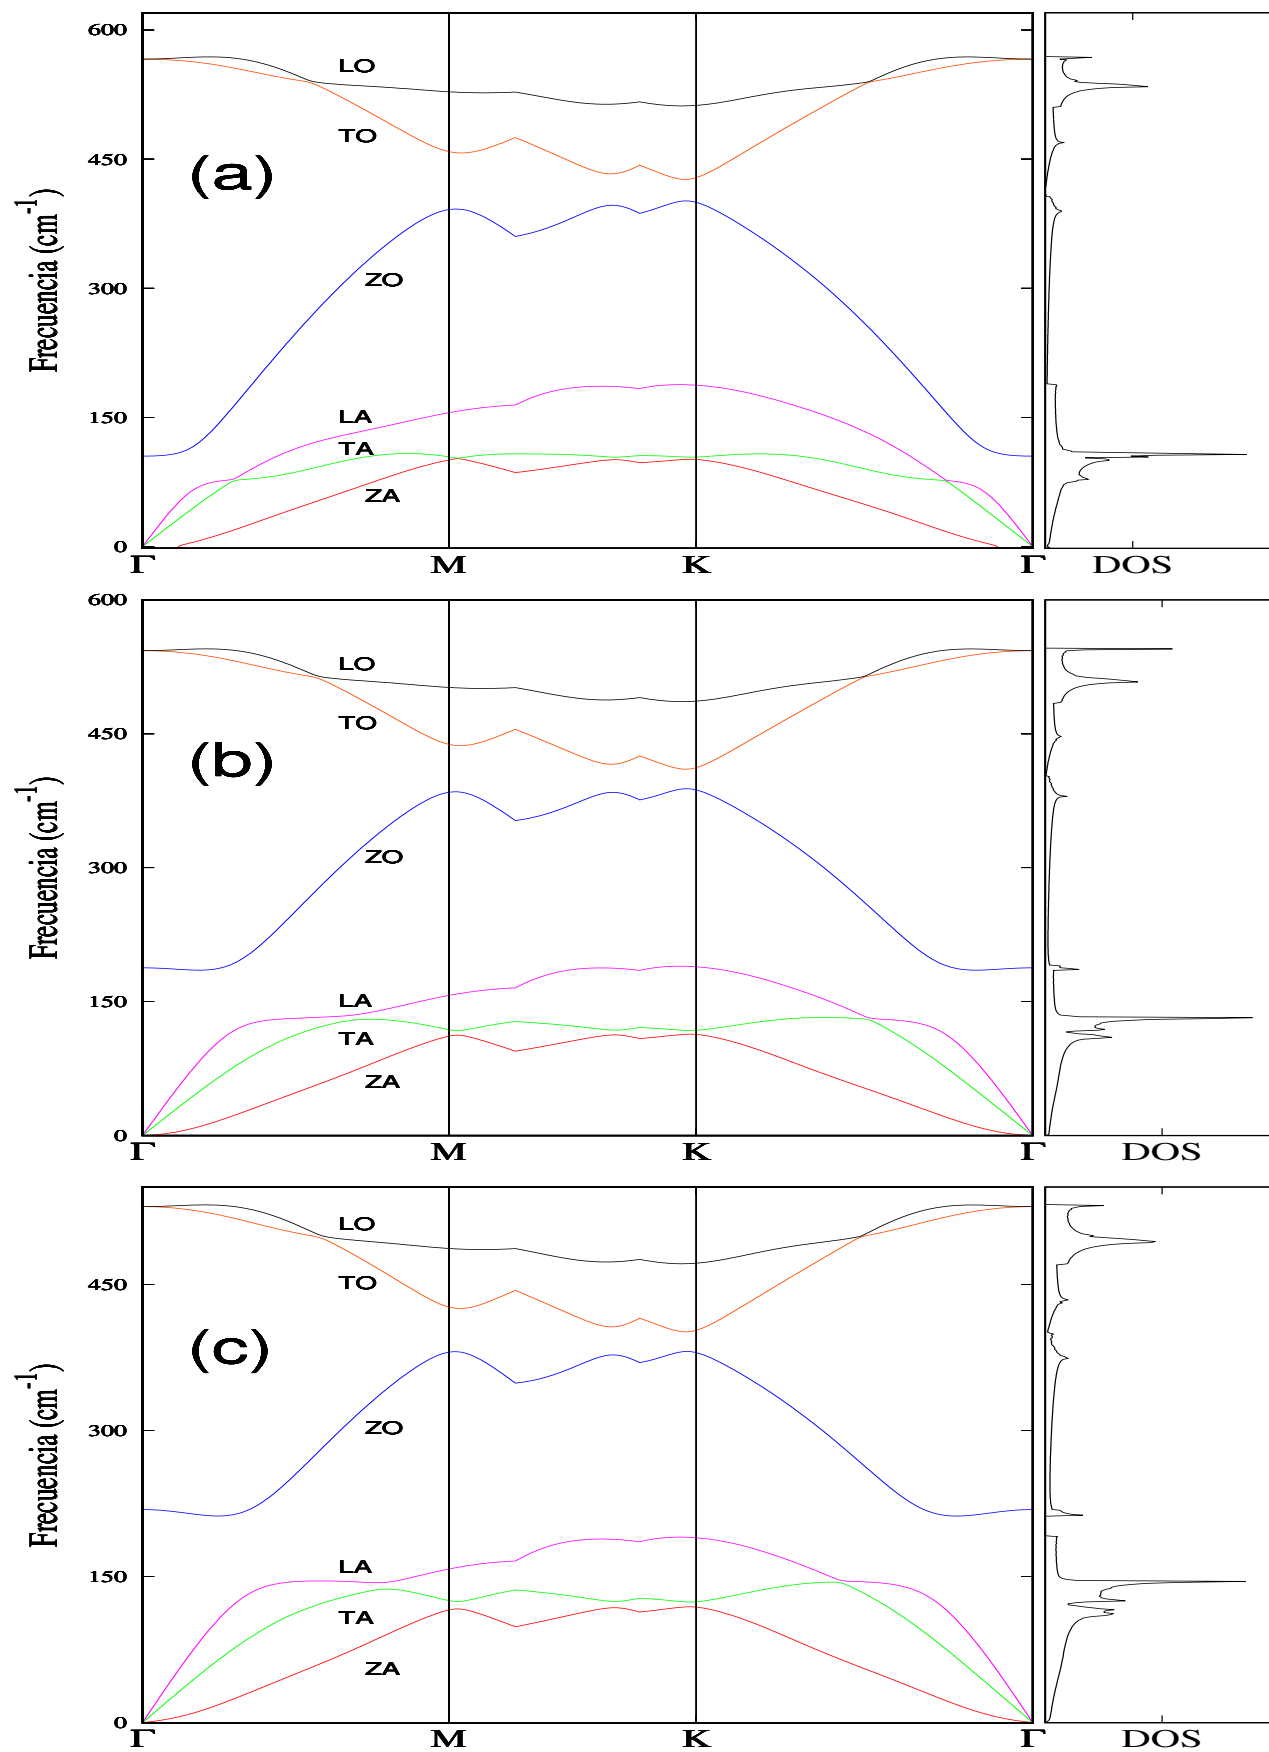 600
450
300
150
0
Frecuencia (cm-1)
(a)
LO
TO
ZO
LA
TA
ZA
Γ M K Γ
DOS
600
450
300
150
0
Frecuencia (cm-1)
(b)
LO
TO
ZO
LA
TA
ZA
Γ M K Γ
DOS
450
300
150
0
Frecuencia (cm-1)
(c)
LO
TO
ZO
LA
TA
ZA
Γ M K Γ
DOS